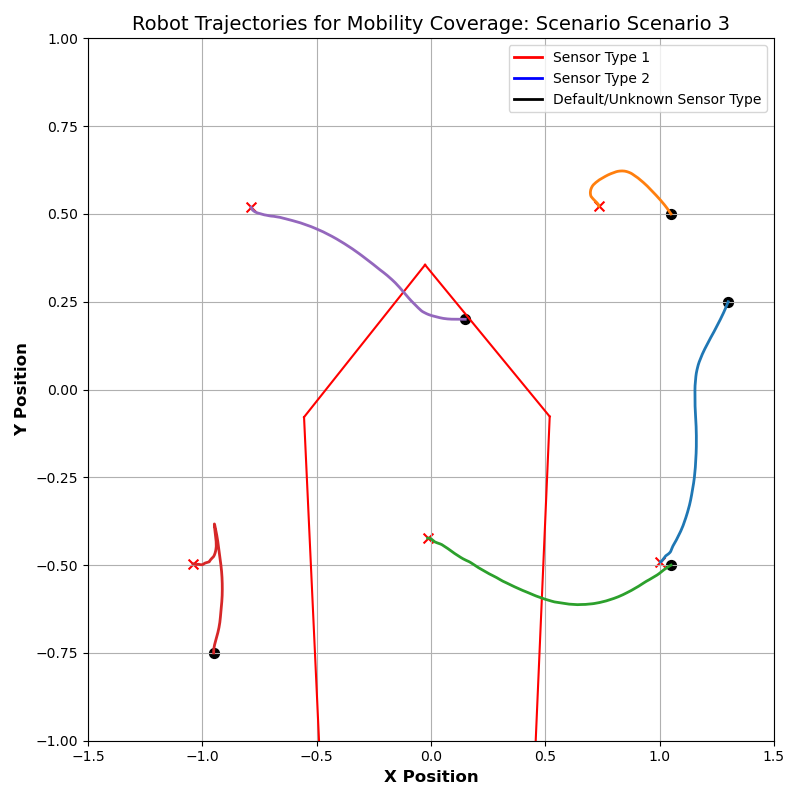 Robot Trajectories for Mobility Coverage: Scenario Scenario 3
Sensor Type 1
Sensor Type 2
Default/Unknown Sensor Type
1.00
0.75
0.50
0.25
0.00
−0.25
−0.50
−0.75
−1.00
Y Position
−1.5
−1.0
−0.5
0.0
0.5
1.0
1.5
X Position